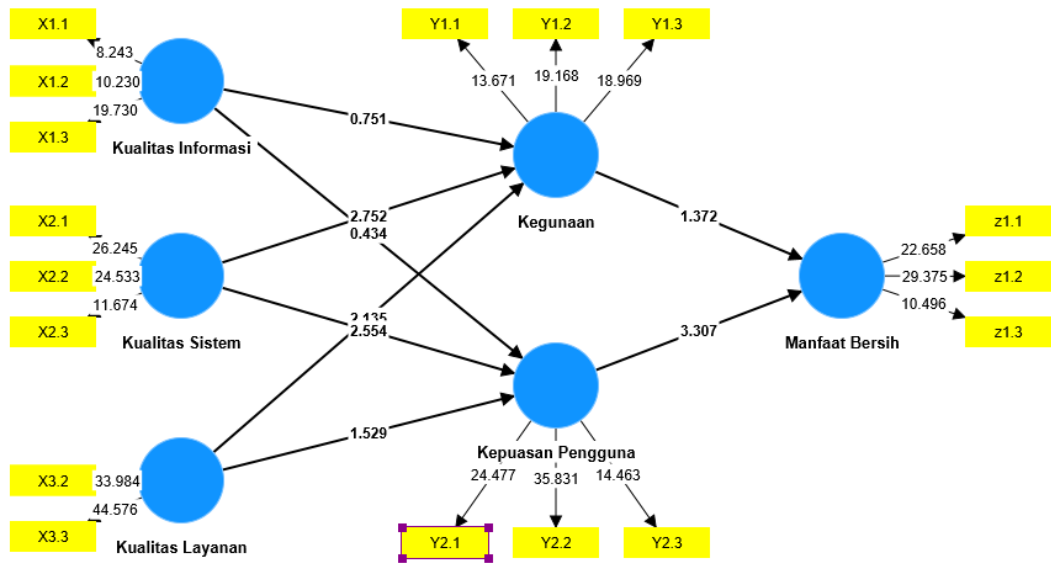 X1.1
X1.2
X1.3
8.243
10.230
19.730
Kualitas Informasi
X2.1
X2.2
X2.3
26.245
24.533
11.674
Kualitas Sistem
X3.2
X3.3
33.984
44.576
Kualitas Layanan
0.751
2.752
0.434
2.135
2.554
1.529
Y1.1
Y1.2
Y1.3
13.671
19.168
18.969
Kegunaan
Kepuasan Pengguna
24.477
35.831
14.463
Y2.1
Y2.2
Y2.3
1.372
3.307
Manfaat Bersih
22.658
29.375
10.496
z1.1
z1.2
z1.3